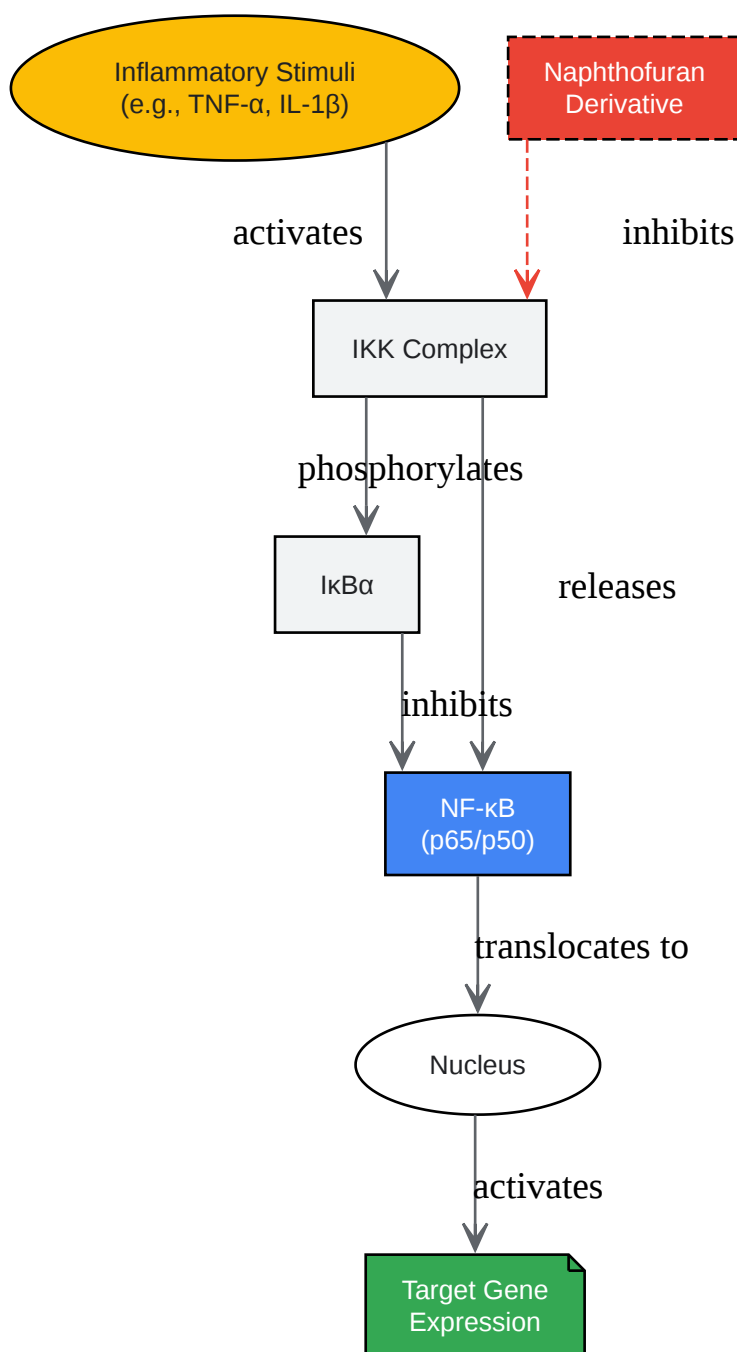 Inflammatory Stimuli
(e.g., TNF-α, IL-1β)
Naphthofuran
Derivative
activates
inhibits
IKK Complex
phosphorylates
IκBα
releases
inhibits
NF-κB
(p65/p50)
translocates to
Nucleus
activates
Target Gene
Expression